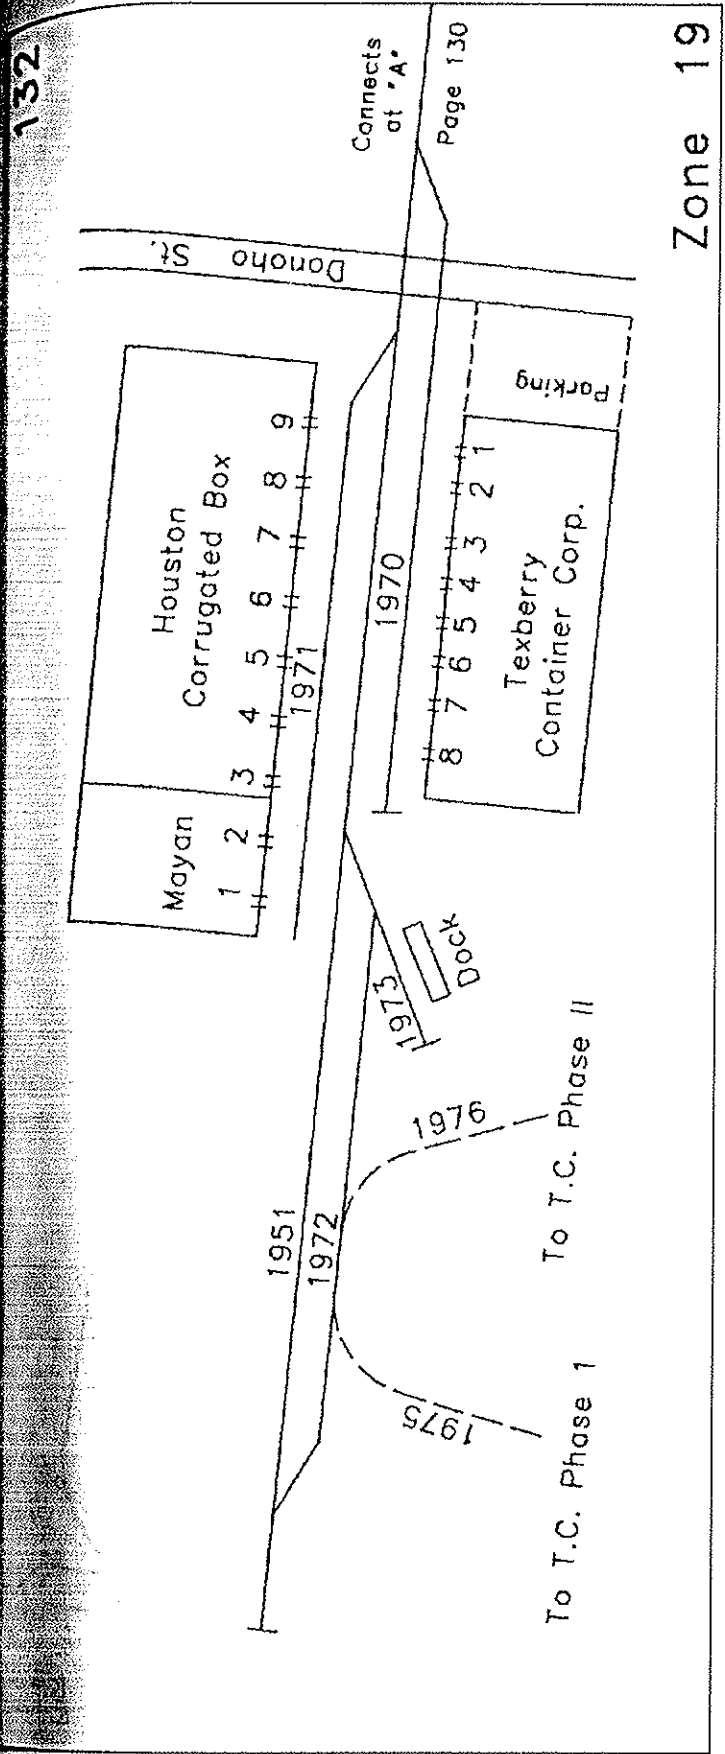 132
Connects
at "A"
Page 130
Donoho St.
Houston
Corrugated Box
Mayan
1 2 3 4 5 6 7 8 9
1971
1970
8 7 6 5 4 3 2 1
Texberry
Container Corp.
Parking
1951
1972
1973
Dock
1976
To T.C. Phase II
1975
To T.C. Phase 1
Zone 19